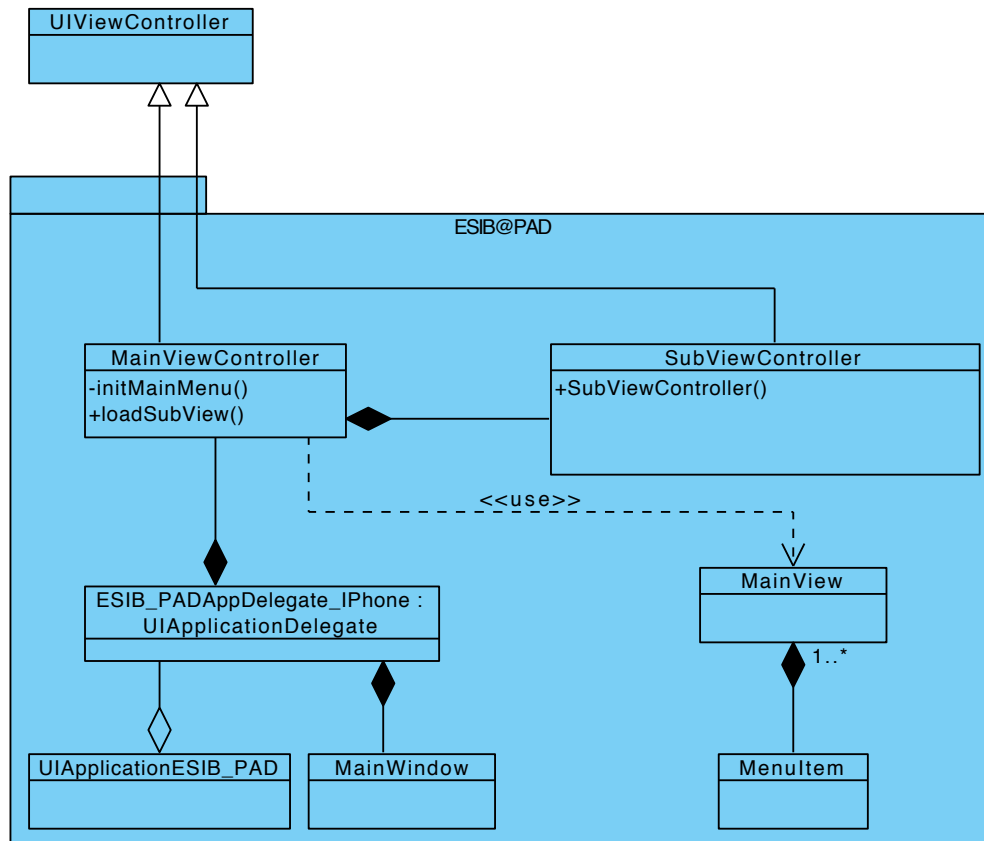 UIViewController
ESIB@PAD
MainViewController
-initMainMenu()
+loadSubView()
SubViewController
+SubViewController()
<<use>>
ESIB_PADAppDelegate_IPhone :
UIApplicationDelegate
MainView
1..*
UIApplicationESIB_PAD
MainWindow
MenuItem